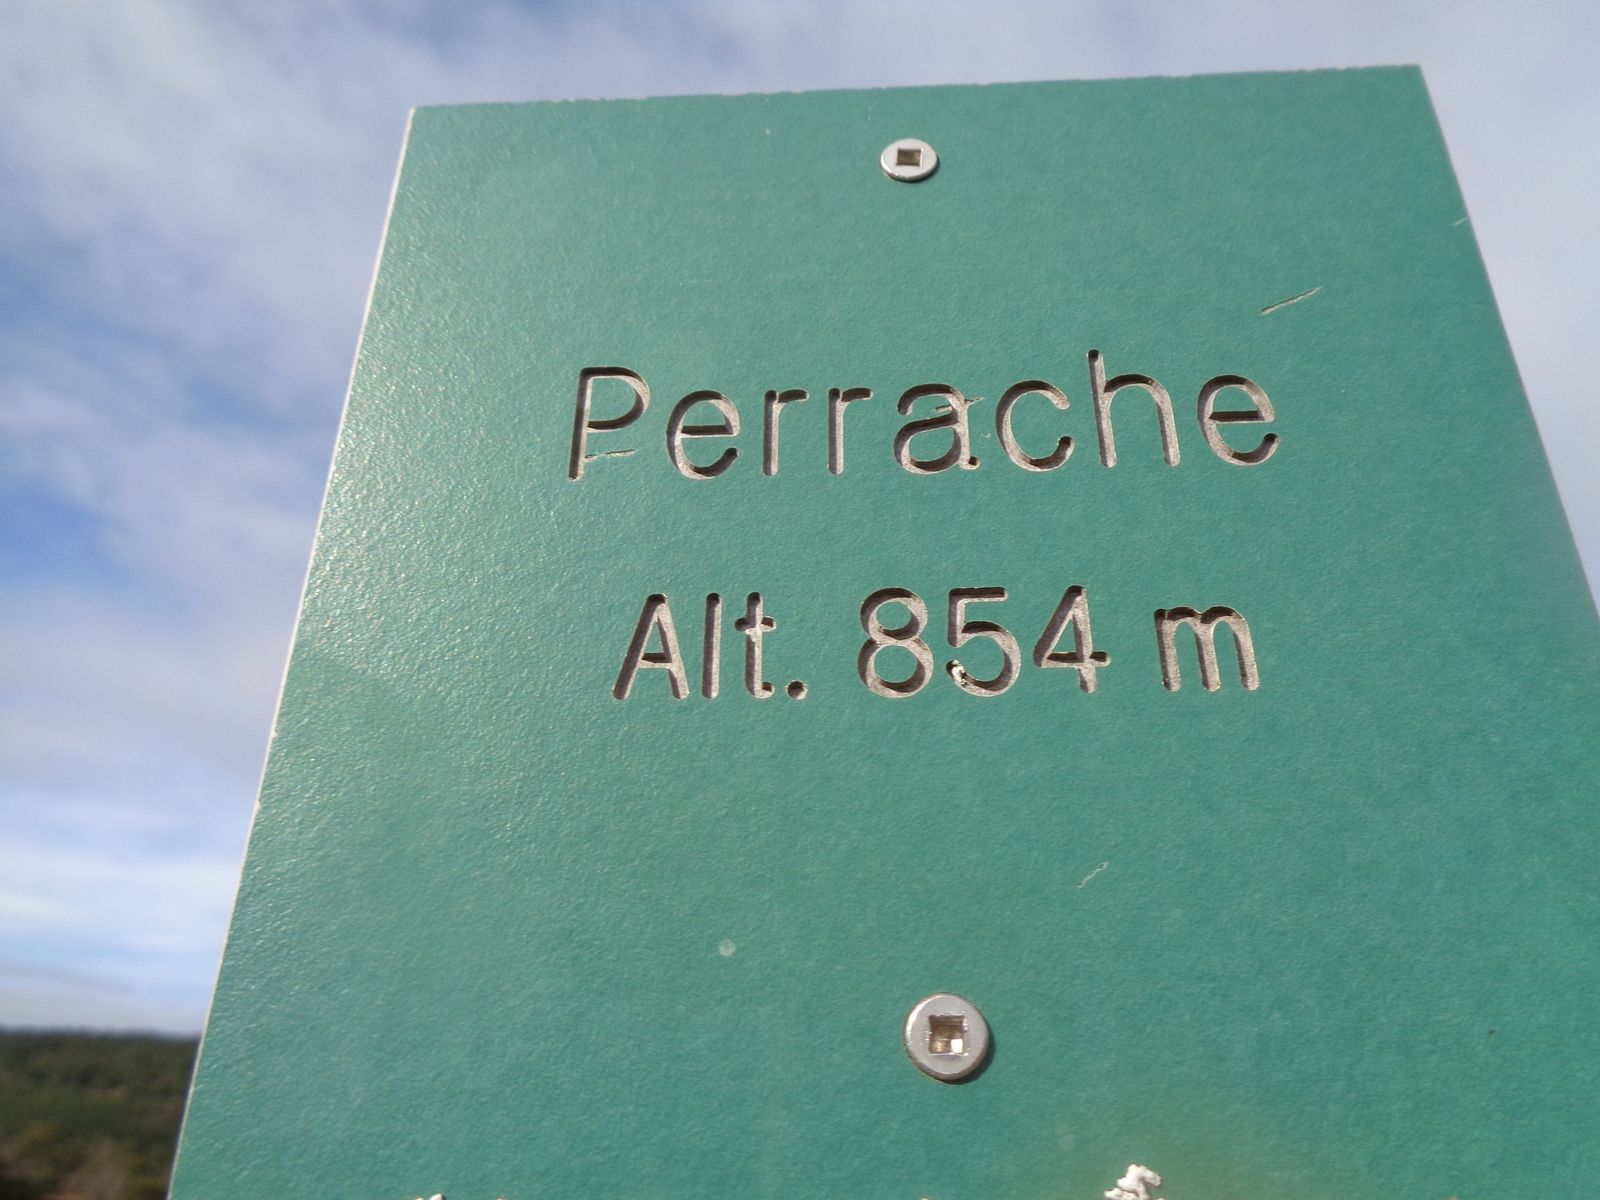 Perrache
Alt. 854 m